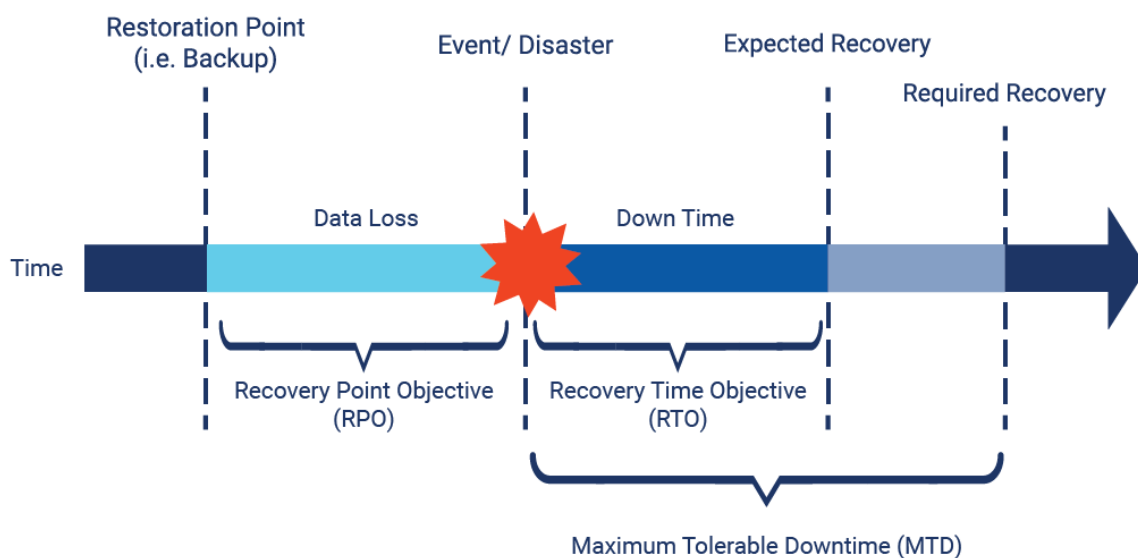 Restoration Point
(i.e. Backup)
Event/ Disaster
Expected Recovery
Required Recovery
Data Loss
Down Time
Time
Recovery Point Objective
(RPO)
Recovery Time Objective
(RTO)
Maximum Tolerable Downtime (MTD)